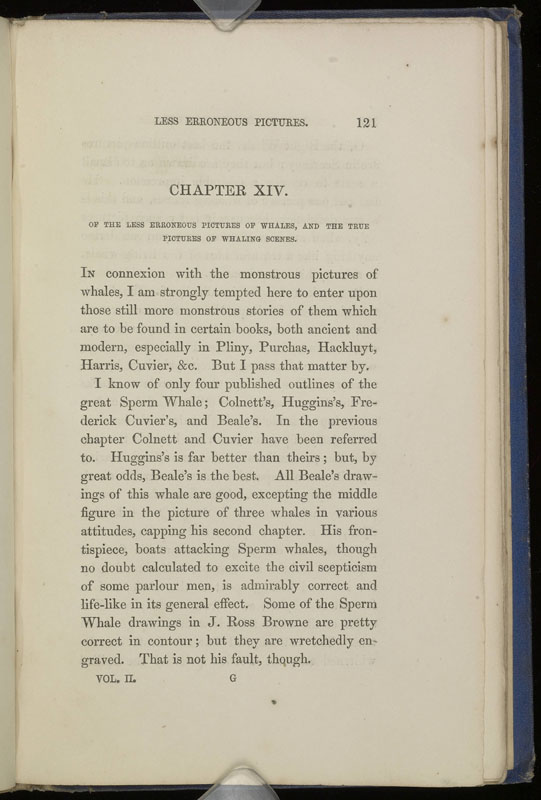 LESS ERRONEOUS PICTURES. 121
CHAPTER XIV.
OF THE LESS ERRONEOUS PICTURES OF WHALES, AND THE TRUE
PICTURES OF WHALING SCENES.
IN connexion with the monstrous pictures of
whales, I am strongly tempted here to enter upon
those still more monstrous stories of them which
are to be found in certain books, both ancient and
modern, especially in Pliny, Purchas, Hackluyt,
Harris, Cuvier, &c. But I pass that matter by.
I know of only four published outlines of the
great Sperm Whale; Colnett's, Huggins's, Fre-
derick Cuvier's, and Beale's. In the previous
chapter Colnett and Cuvier have been referred
to. Huggins's is far better than theirs; but, by
great odds, Beale's is the best. All Beale's draw-
ings of this whale are good, excepting the middle
figure in the picture of three whales in various
attitudes, capping his second chapter. His fron-
tispiece, boats attacking Sperm whales, though
no doubt calculated to excite the civil scepticism
of some parlour men, is admirably correct and
life-like in its general effect. Some of the Sperm
Whale drawings in J. Ross Browne are pretty
correct in contour; but they are wretchedly en-
graved. That is not his fault, though.
VOL. II. G